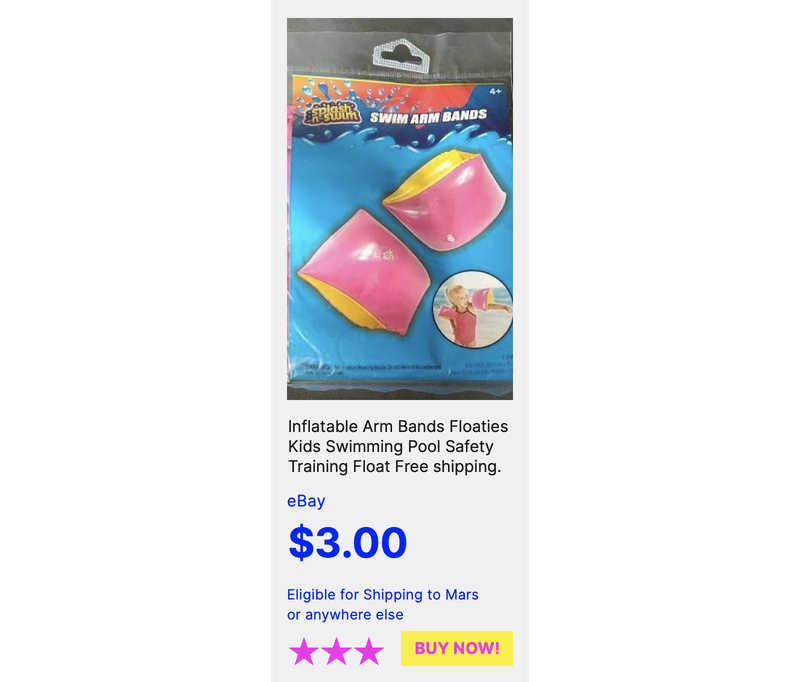 4+
splash
n' swim
SWIM ARM BANDS
Inflatable Arm Bands Floaties
Kids Swimming Pool Safety
Training Float Free shipping.
eBay
$3.00
Eligible for Shipping to Mars
or anywhere else
BUY NOW!